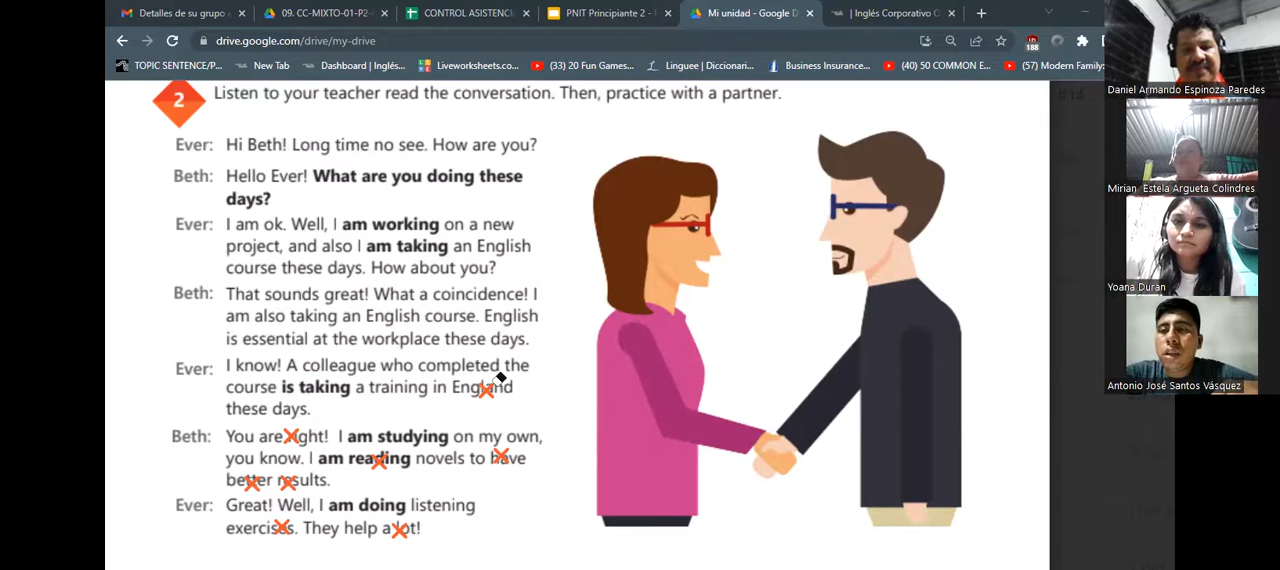 Detalles de su grupo
09. CC-MIXTO-01-P2-
CONTROL ASISTENCI
PNIT Principiante 2 -
Mi unidad - Google D
| Inglés Corporativo
drive.google.com/drive/my-drive
188
TOPIC SENTENCE/P...
New Tab
Dashboard | Inglés...
Liveworksheets.co...
(33) 20 Fun Games...
Linguee | Diccionari...
Business Insurance...
(40) 50 COMMON E...
(57) Modern Family:
2
Listen to your teacher read the conversation. Then, practice with a partner.
Ever: Hi Beth! Long time no see. How are you?
Beth: Hello Ever! What are you doing these
days?
Ever: I am ok. Well, I am working on a new
project, and also I am taking an English
course these days. How about you?
Beth: That sounds great! What a coincidence! I
am also taking an English course. English
is essential at the workplace these days.
Ever: I know! A colleague who completed the
course is taking a training in England
these days.
Beth: You are right! I am studying on my own,
you know. I am reading novels to have
better results.
Ever: Great! Well, I am doing listening
exercises. They help a lot!
Daniel Armando Espinoza Paredes
Mirian Estela Argueta Colindres
Yoana Duran
Antonio José Santos Vásquez